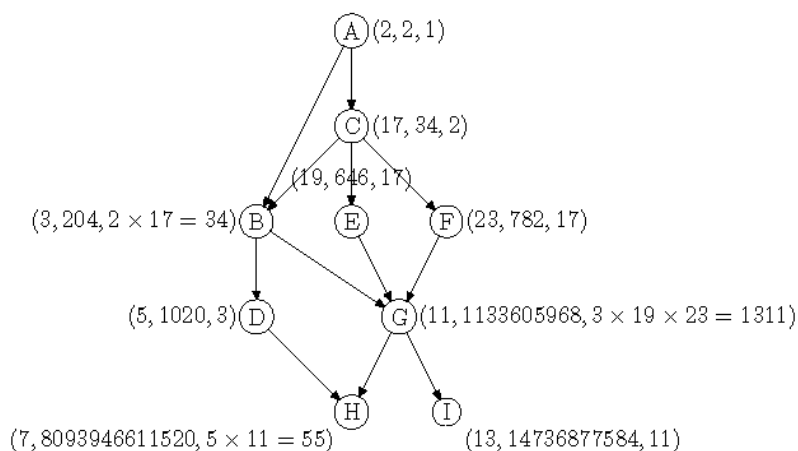 A (2, 2, 1)
C (17, 34, 2)
(19, 646, 17)
(3, 204, 2 × 17 = 34) B E F (23, 782, 17)
(5, 1020, 3) D G (11, 1133605968, 3 × 19 × 23 = 1311)
H I
(7, 8093946611520, 5 × 11 = 55) (13, 14736877584, 11)